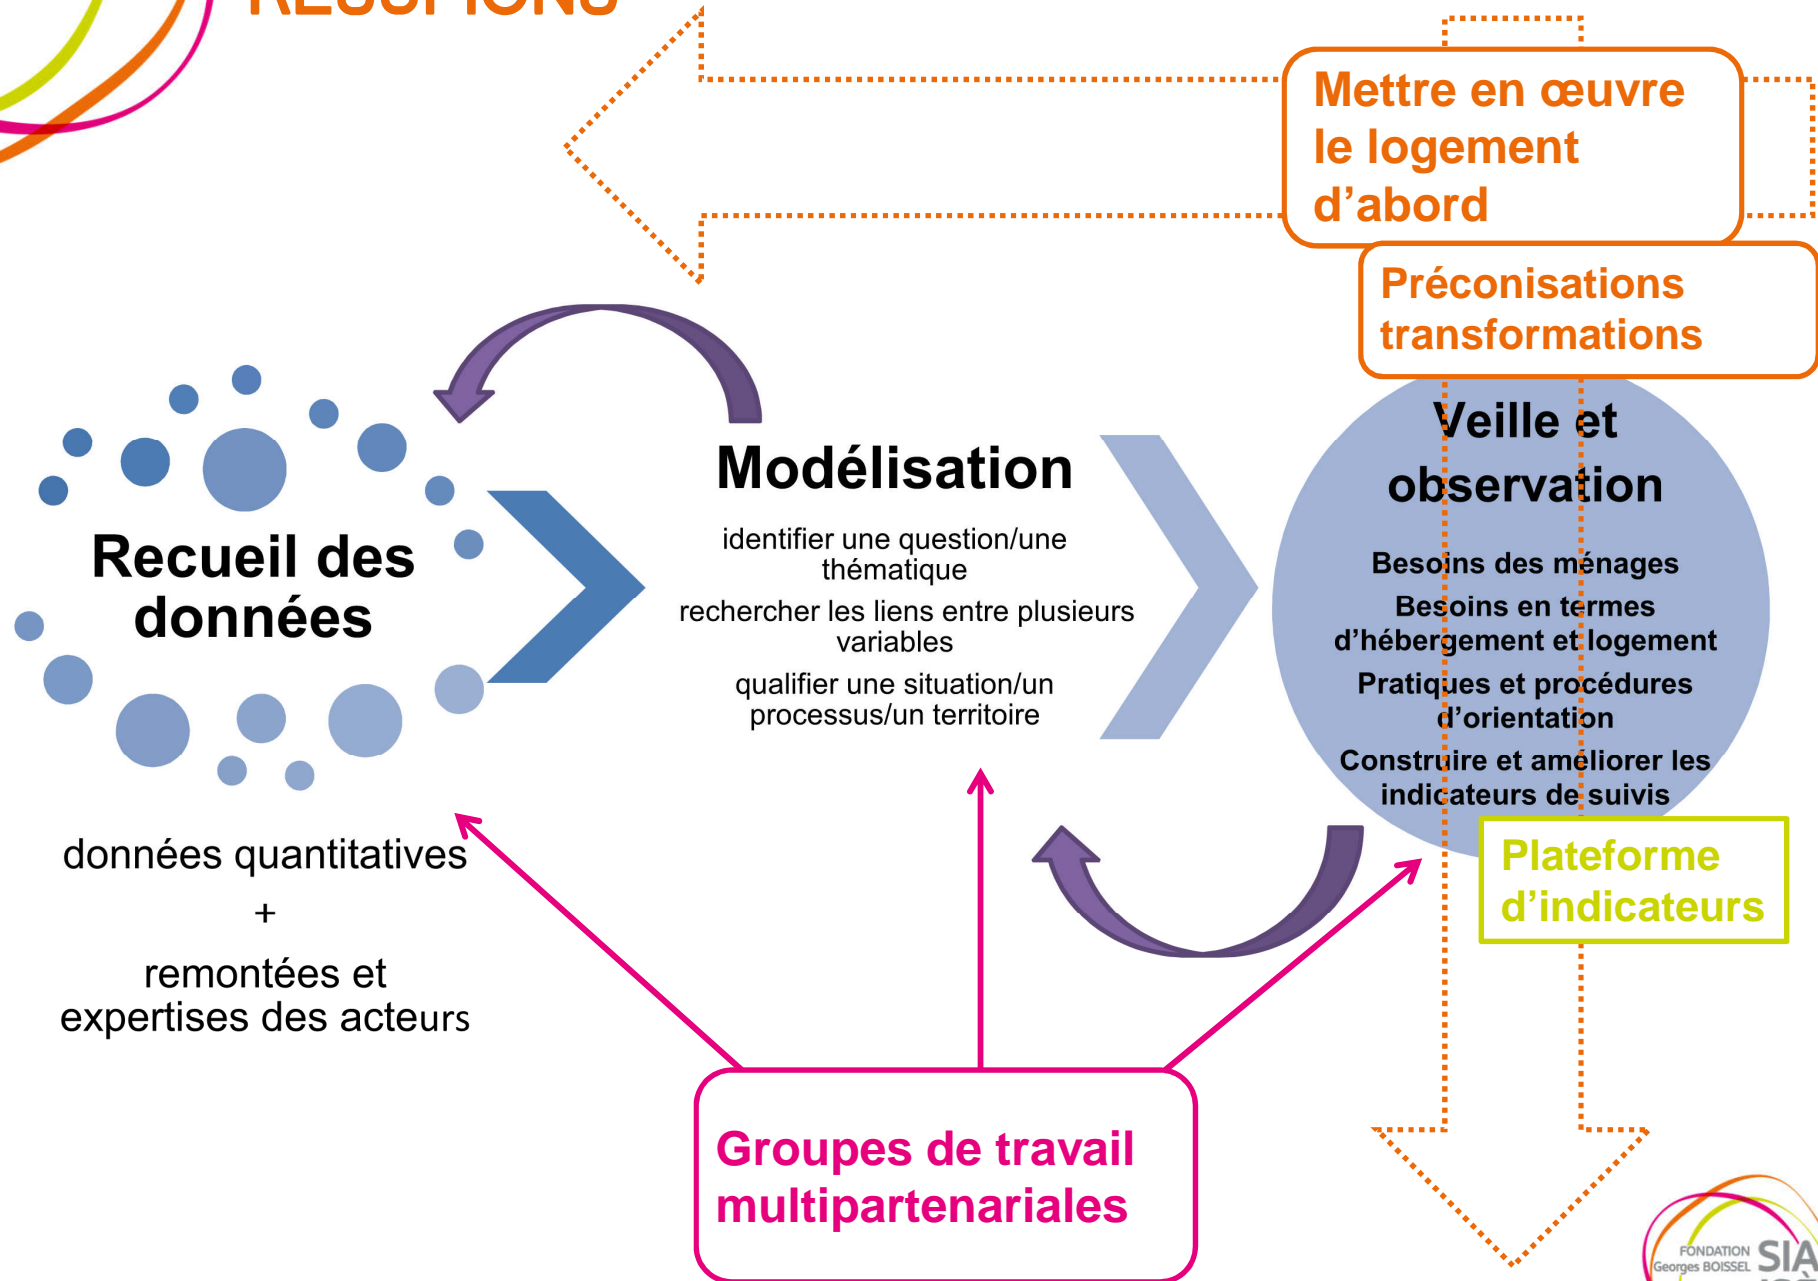 RÉSUMONS
Mettre en œuvre
le logement
d’abord
Préconisations
transformations
Recueil des
données
données quantitatives
+
remontées et
expertises des acteurs
Modélisation
identifier une question/une
thématique
rechercher les liens entre plusieurs
variables
qualifier une situation/un
processus/un territoire
Veille et
observation
Besoins des ménages
Besoins en termes
d’hébergement et logement
Pratiques et procédures
d’orientation
Construire et améliorer les
indicateurs de suivis
Plateforme
d’indicateurs
Groupes de travail
multipartenariales
FONDATION
Georges BOISSEL
SIA